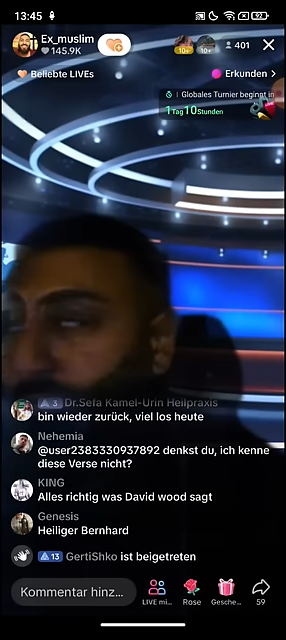 13:45
92
Ex_muslim
145.9K
10+
10+
401
Beliebte LIVEs
Erkunden
Globales Turnier beginnt in
1Tag10Stunden
3 Dr.Sefa Kamel-Urin Heilpraxis
bin wieder zurück, viel los heute
Nehemia
@user2383330937892 denkst du, ich kenne
diese Verse nicht?
KING
Alles richtig was David wood sagt
Genesis
Heiliger Bernhard
13 GertiShko ist beigetreten
Kommentar hinz...
LIVE mi...
Rose
Gesche...
59